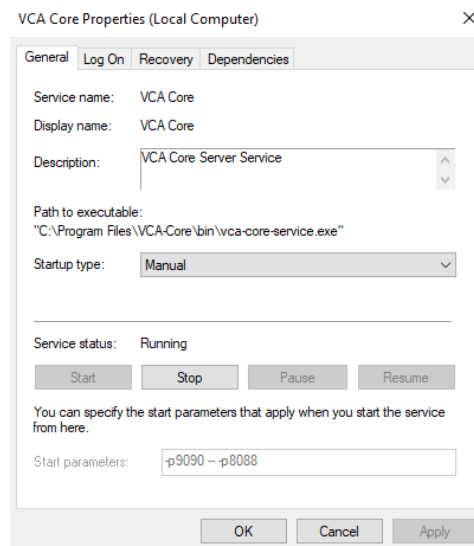 VCA Core Properties (Local Computer)
General Log On Recovery Dependencies
Service name: VCA Core
Display name: VCA Core
Description: VCA Core Server Service
Path to executable:
"C:\Program Files\VCA-Core\bin\vca-core-service.exe"
Startup type: Manual
Service status: Running
Start Stop Pause Resume
You can specify the start parameters that apply when you start the service
from here.
Start parameters: -p9090 -- -p8088
OK Cancel Apply